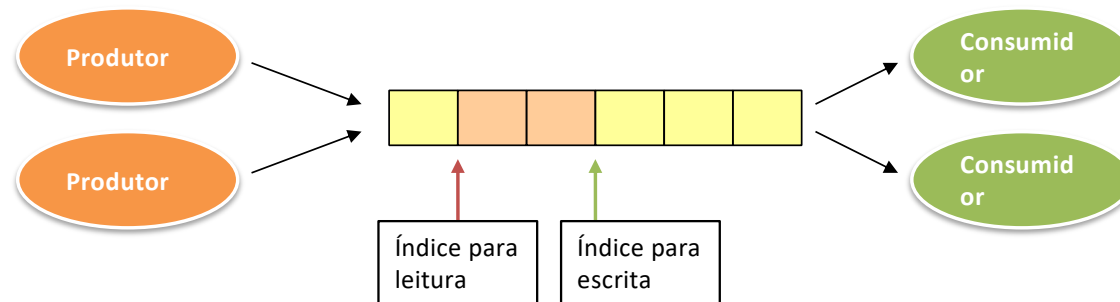 Produtor
Consumid
or
Produtor
Consumid
or
Índice para
leitura
Índice para
escrita